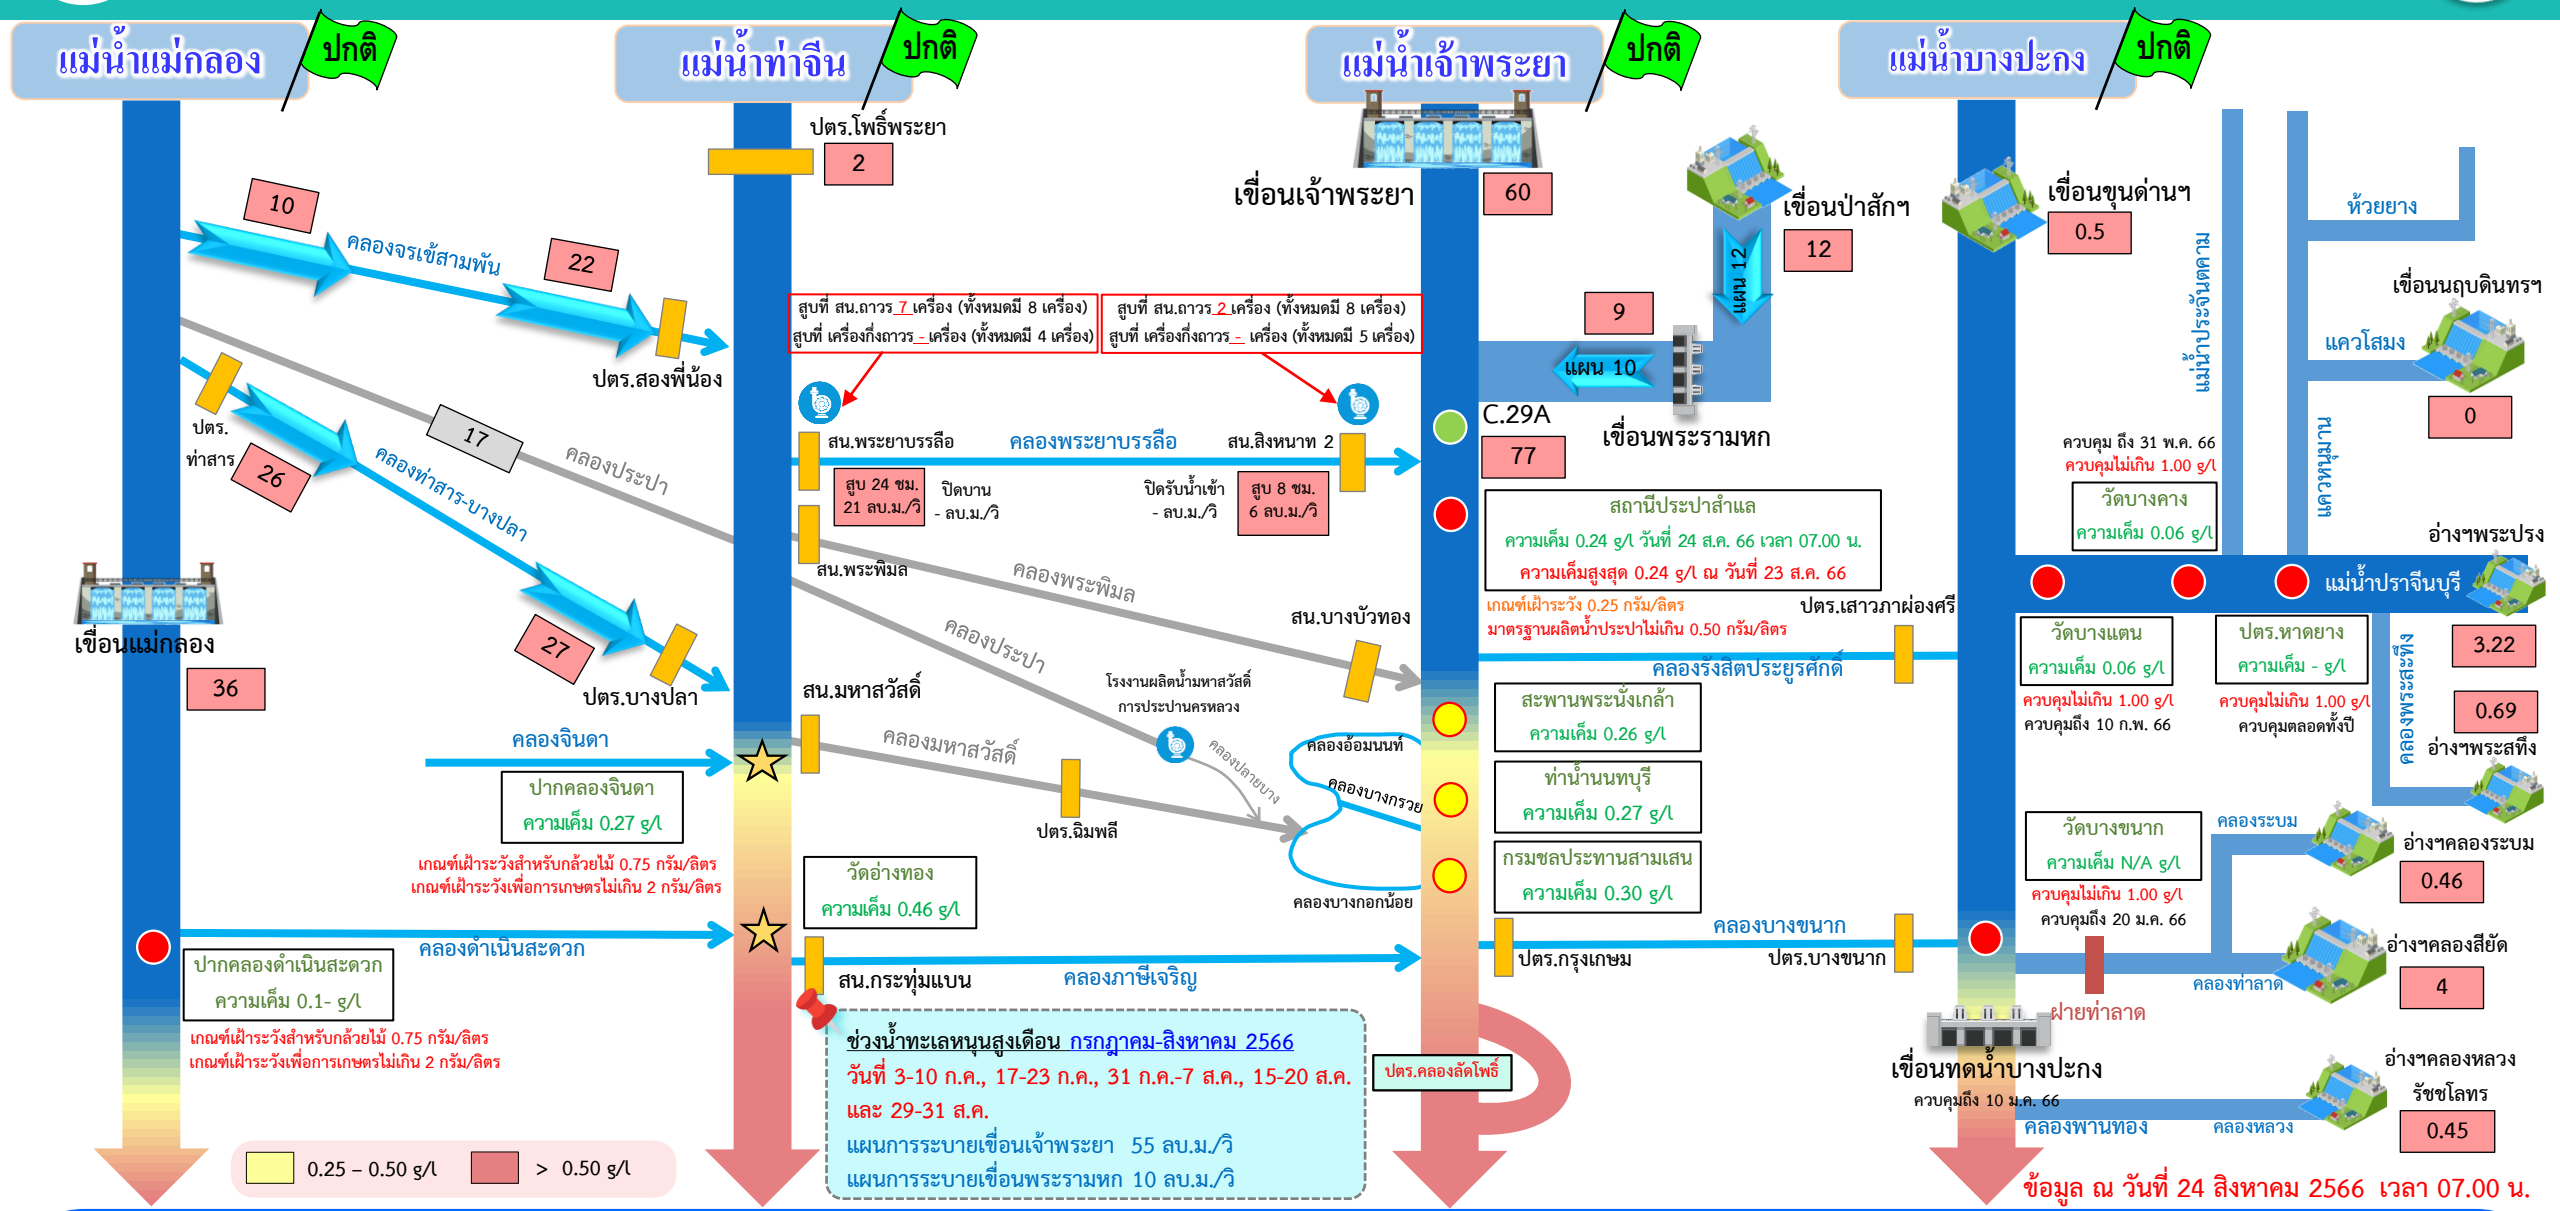 แม่น้ำแม่กลอง
ปกติ
แม่น้ำท่าจีน
ปกติ
แม่น้ำเจ้าพระยา
ปกติ
แม่น้ำบางปะกง
ปกติ
10
คลองจรเข้สามพัน
22
ปตร.สองพี่น้อง
ปตร.
ท่าสาร
26
คลองท่าสาร-บางปลา
17
คลองประปา
27
ปตร.บางปลา
เขื่อนแม่กลอง
36
คลองจินดา
ปากคลองจินดา
ความเค็ม 0.27 g/l
เกณฑ์เฝ้าระวังสำหรับกล้วยไม้ 0.75 กรัม/ลิตร
เกณฑ์เฝ้าระวังเพื่อการเกษตรไม่เกิน 2 กรัม/ลิตร
คลองดำเนินสะดวก
ปากคลองดำเนินสะดวก
ความเค็ม 0.1- g/l
เกณฑ์เฝ้าระวังสำหรับกล้วยไม้ 0.75 กรัม/ลิตร
เกณฑ์เฝ้าระวังเพื่อการเกษตรไม่เกิน 2 กรัม/ลิตร
0.25 – 0.50 g/l
> 0.50 g/l
ปตร.โพธิ์พระยา
2
สูบที่ สน.ถาวร 7 เครื่อง (ทั้งหมดมี 8 เครื่อง)
สูบที่ เครื่องกึ่งถาวร - เครื่อง (ทั้งหมดมี 4 เครื่อง)
สูบที่ สน.ถาวร 2 เครื่อง (ทั้งหมดมี 8 เครื่อง)
สูบที่ เครื่องกึ่งถาวร - เครื่อง (ทั้งหมดมี 5 เครื่อง)
สน.พระยาบรรลือ
คลองพระยาบรรลือ
สน.สิงหนาท 2
สูบ 24 ชม.
21 ลบ.ม./วิ
ปิดบาน
- ลบ.ม./วิ
ปิดรับน้ำเข้า
- ลบ.ม./วิ
สูบ 8 ชม.
6 ลบ.ม./วิ
สน.พระพิมล
คลองพระพิมล
สน.บางบัวทอง
คลองประปา
สน.มหาสวัสดิ์
คลองมหาสวัสดิ์
โรงงานผลิตน้ำมหาสวัสดิ์
การประปานครหลวง
คลองปลายบาง
ปตร.ฉิมพลี
คลองอ้อมนนท์
คลองบางกรวย
คลองบางกอกน้อย
วัดอ่างทอง
ความเค็ม 0.46 g/l
สน.กระทุ่มแบน
คลองภาษีเจริญ
ช่วงน้ำทะเลหนุนสูงเดือน กรกฎาคม-สิงหาคม 2566
วันที่ 3-10 ก.ค., 17-23 ก.ค., 31 ก.ค.-7 ส.ค., 15-20 ส.ค.
และ 29-31 ส.ค.
แผนการระบายเขื่อนเจ้าพระยา 55 ลบ.ม./วิ
แผนการระบายเขื่อนพระรามหก 10 ลบ.ม./วิ
เขื่อนเจ้าพระยา
60
เขื่อนป่าสักฯ
12
แผน 12
9
แผน 10
เขื่อนพระรามหก
C.29A
77
สถานีประปาสำแล
ความเค็ม 0.24 g/l วันที่ 24 ส.ค. 66 เวลา 07.00 น.
ความเค็มสูงสุด 0.24 g/l ณ วันที่ 23 ส.ค. 66
เกณฑ์เฝ้าระวัง 0.25 กรัม/ลิตร
มาตรฐานผลิตน้ำประปาไม่เกิน 0.50 กรัม/ลิตร
ปตร.เสาวภาผ่องศรี
คลองรังสิตประยูรศักดิ์
สะพานพระนั่งเกล้า
ความเค็ม 0.26 g/l
ท่าน้ำนนทบุรี
ความเค็ม 0.27 g/l
กรมชลประทานสามเสน
ความเค็ม 0.30 g/l
คลองบางขนาก
ปตร.กรุงเกษม
ปตร.บางขนาก
ปตร.คลองลัดโพธิ์
เขื่อนขุนด่านฯ
0.5
แม่น้ำประจันตคาม
ห้วยยาง
เขื่อนนฤบดินทรฯ
แควโสมง
0
แควหนุมาน
ควบคุม ถึง 31 พ.ค. 66
ควบคุมไม่เกิน 1.00 g/l
วัดบางคาง
ความเค็ม 0.06 g/l
อ่างฯพระปรง
แม่น้ำปราจีนบุรี
3.22
วัดบางแตน
ความเค็ม 0.06 g/l
ควบคุมไม่เกิน 1.00 g/l
ควบคุมถึง 10 ก.พ. 66
ปตร.หาดยาง
ความเค็ม - g/l
ควบคุมไม่เกิน 1.00 g/l
ควบคุมตลอดทั้งปี
คลองพระสะทึง
0.69
อ่างฯพระสทึง
วัดบางขนาก
ความเค็ม N/A g/l
ควบคุมไม่เกิน 1.00 g/l
ควบคุมถึง 20 ม.ค. 66
คลองระบม
อ่างฯคลองระบม
0.46
อ่างฯคลองสียัด
4
คลองท่าลาด
ฝายท่าลาด
เขื่อนทดน้ำบางปะกง
ควบคุมถึง 10 ม.ค. 66
คลองพานทอง
คลองหลวง
อ่างฯคลองหลวง
รัชชโลทร
0.45
ข้อมูล ณ วันที่ 24 สิงหาคม 2566 เวลา 07.00 น.